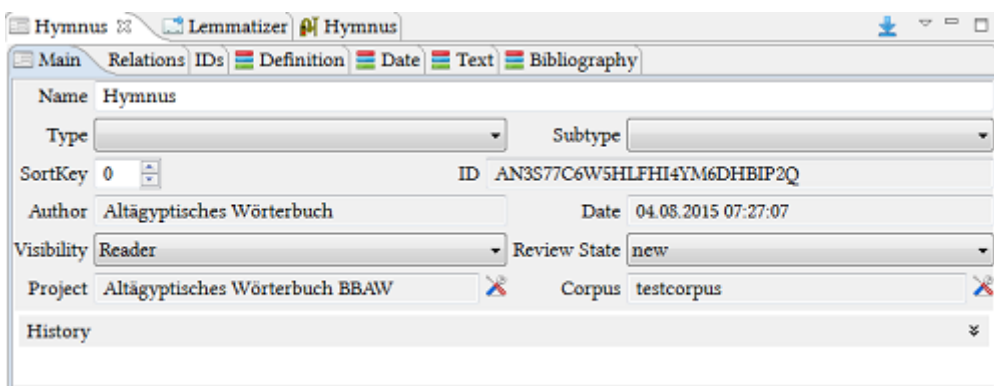 Hymnus Lemmatizer Hymnus
Main Relations IDs Definition Date Text Bibliography
Name Hymnus
Type Subtype
SortKey 0 ID AN3S77C6W5HLFHI4YM6DHBIP2Q
Author Altägyptisches Wörterbuch Date 04.08.2015 07:27:07
Visibility Reader Review State new
Project Altägyptisches Wörterbuch BBAW Corpus testcorpus
History